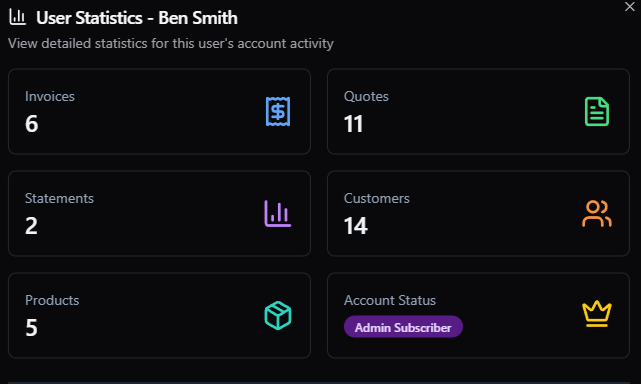 User Statistics - Ben Smith
View detailed statistics for this user's account activity
Invoices
6
Quotes
11
Statements
2
Customers
14
Products
5
Account Status
Admin Subscriber